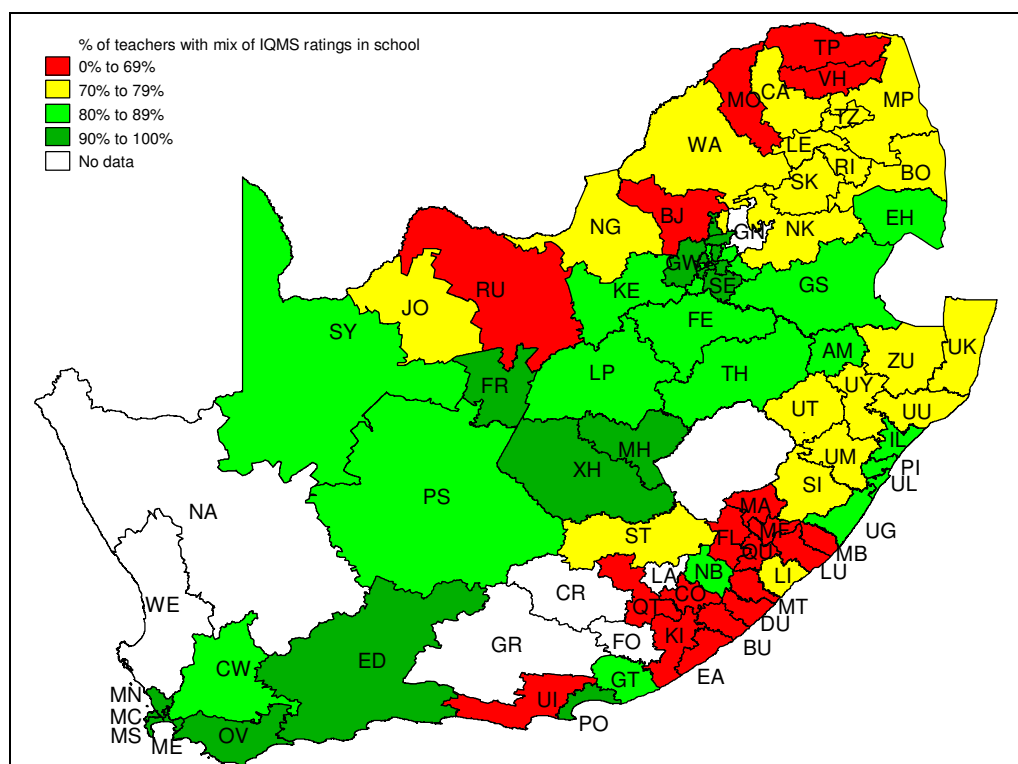 % of teachers with mix of IQMS ratings in school
0% to 69%
70% to 79%
80% to 89%
90% to 100%
No data
TP
VH
MO
CA
MP
TZ
WA
LE
RI
BO
SK
EH
BJ
NG
GN
NK
GW
SE
GS
RU
KE
JO
SY
FE
UK
AM
ZU
LP
TH
FR
UY
UT
UU
IL
MH
UM
PI
XH
UL
SI
PS
MA
NA
UG
ST
FL
MF
QU
MB
LU
NB
LI
LA
CR
CO
MT
WE
QT
DU
KI
FO
GR
BU
ED
CW
EA
GT
MN
UI
MC
PO
MS
OV
ME